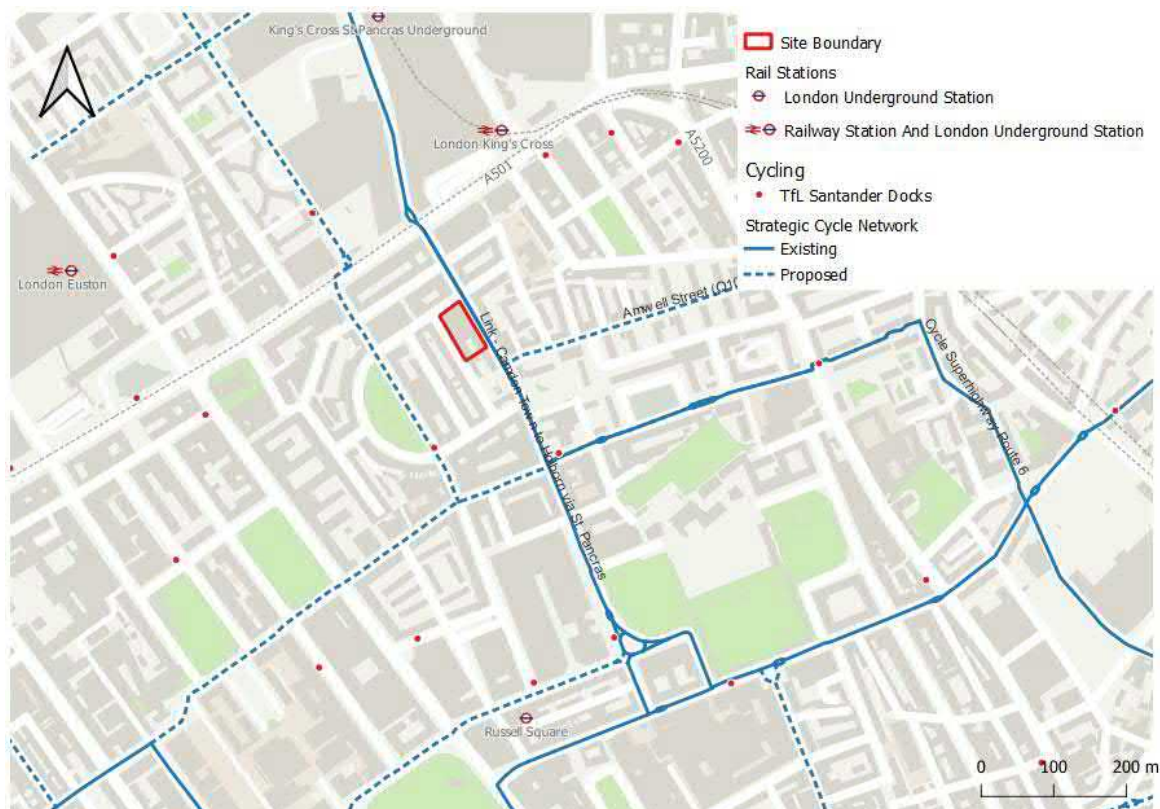 King's Cross St Pancras Underground
London King's Cross
A501
A5200
London Euston
Amwell Street (Q10
Link - Camden Town to Holborn via St. Pancras
Cycle Superhighway Route 6
Russell Square
Site Boundary
Rail Stations
London Underground Station
Railway Station And London Underground Station
Cycling
TfL Santander Docks
Strategic Cycle Network
Existing
Proposed
0 100 200 m